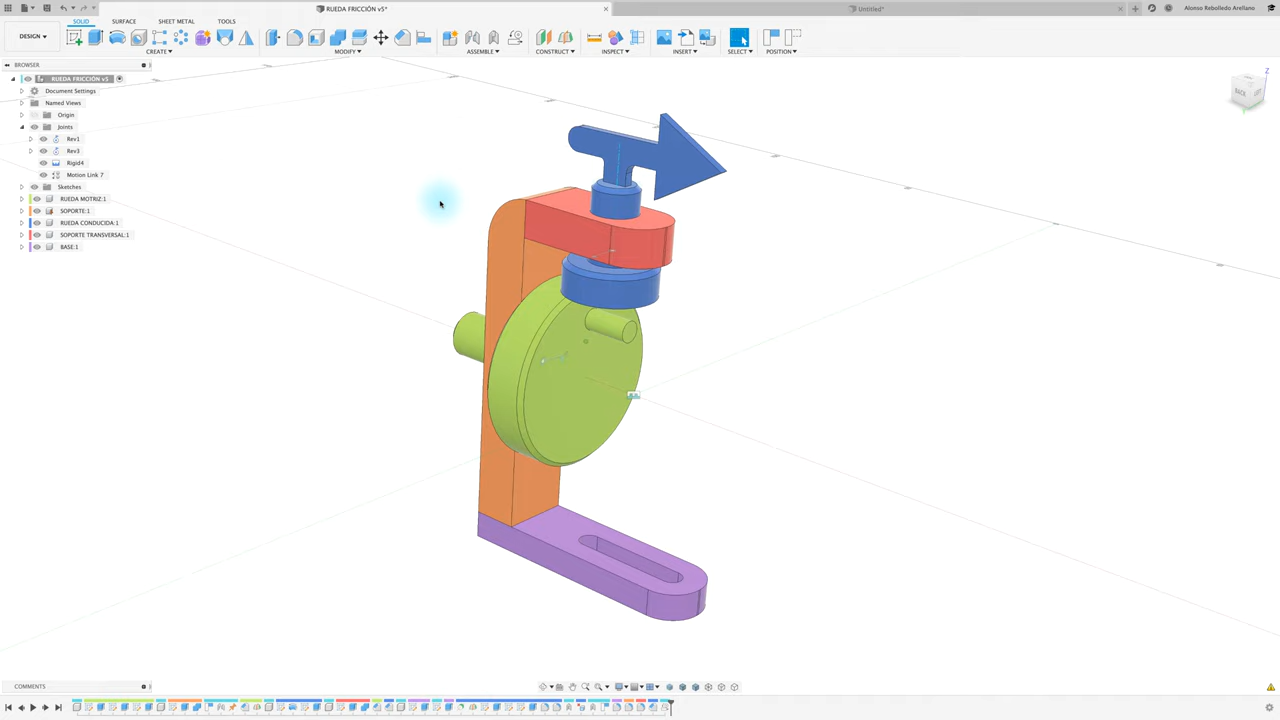 RUEDA FRICCIÓN v5*
Untitled*
Alonso Rebolledo Arellano
DESIGN
SOLID
SURFACE
SHEET METAL
TOOLS
CREATE
MODIFY
ASSEMBLE
CONSTRUCT
INSPECT
INSERT
SELECT
POSITION
BROWSER
RUEDA FRICCIÓN v5
Document Settings
Named Views
Origin
Joints
Rev1
Rev3
Rigid4
Motion Link 7
Sketches
RUEDA MOTRIZ:1
SOPORTE:1
RUEDA CONDUCIDA:1
SOPORTE TRANSVERSAL:1
BASE:1
Z
BACK
LEFT
COMMENTS